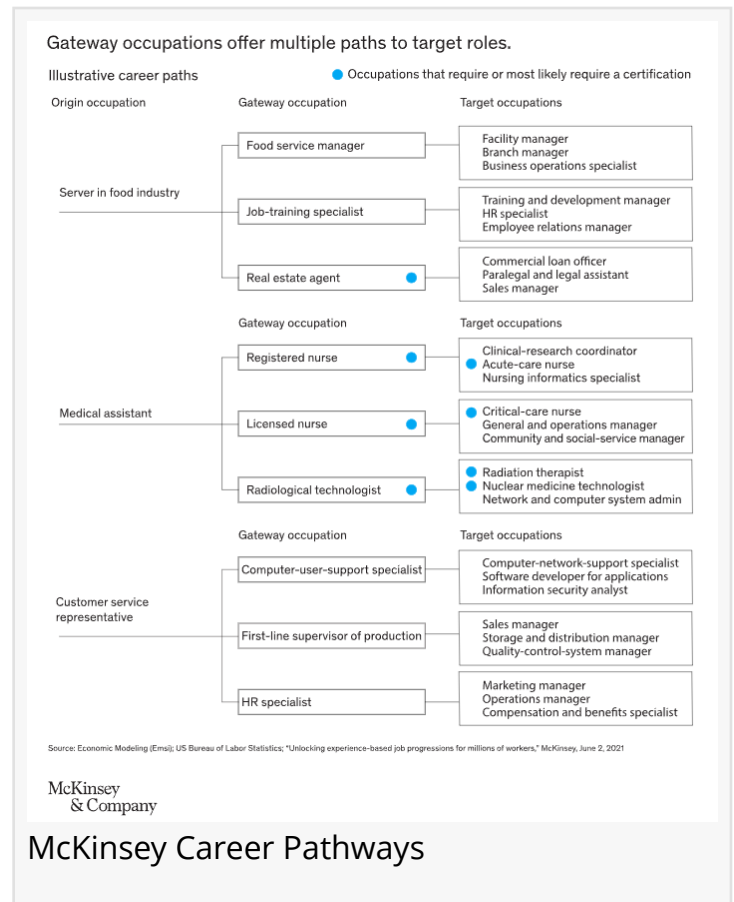 Gateway occupations offer multiple paths to target roles.
Illustrative career paths
Occupations that require or most likely require a certification
Origin occupation
Gateway occupation
Target occupations
Server in food industry
Food service manager
Facility manager
Branch manager
Business operations specialist
Job-training specialist
Training and development manager
HR specialist
Employee relations manager
Real estate agent
Commercial loan officer
Paralegal and legal assistant
Sales manager
Gateway occupation
Target occupations
Medical assistant
Registered nurse
Clinical-research coordinator
Acute-care nurse
Nursing informatics specialist
Licensed nurse
Critical-care nurse
General and operations manager
Community and social-service manager
Radiological technologist
Radiation therapist
Nuclear medicine technologist
Network and computer system admin
Gateway occupation
Target occupations
Customer service
representative
Computer-user-support specialist
Computer-network-support specialist
Software developer for applications
Information security analyst
First-line supervisor of production
Sales manager
Storage and distribution manager
Quality-control-system manager
HR specialist
Marketing manager
Operations manager
Compensation and benefits specialist
Source: Economic Modeling (Emsi); US Bureau of Labor Statistics; "Unlocking experience-based job progressions for millions of workers," McKinsey, June 2, 2021
McKinsey
& Company
McKinsey Career Pathways